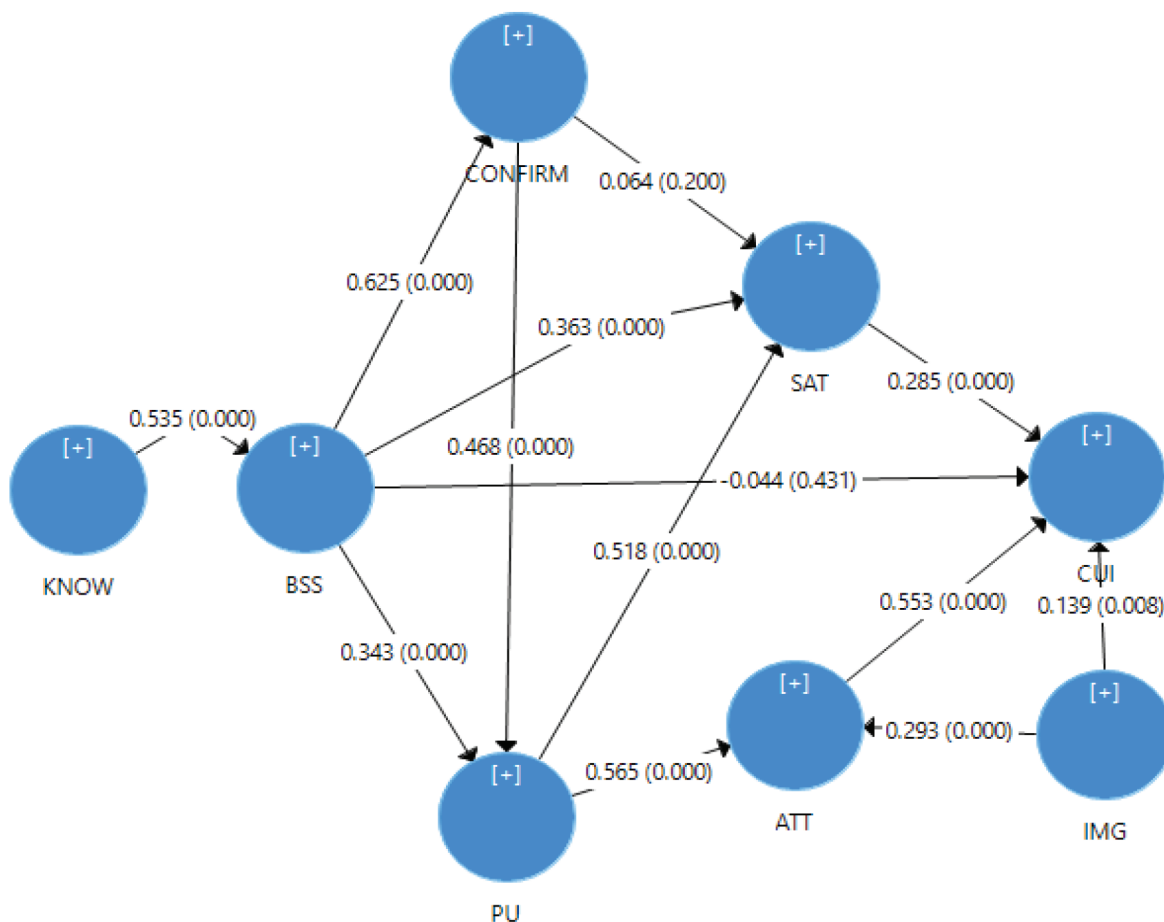 [+]
CONFIRM
0.064 (0.200)
[+]
0.625 (0.000)
0.363 (0.000)
SAT
0.285 (0.000)
0.535 (0.000)
[+]
[+]
[+]
0.468 (0.000)
-0.044 (0.431)
0.518 (0.000)
KNOW
BSS
CUI
0.553 (0.000)
0.139 (0.008)
0.343 (0.000)
[+]
[+]
0.293 (0.000)
[+]
0.565 (0.000)
ATT
IMG
PU